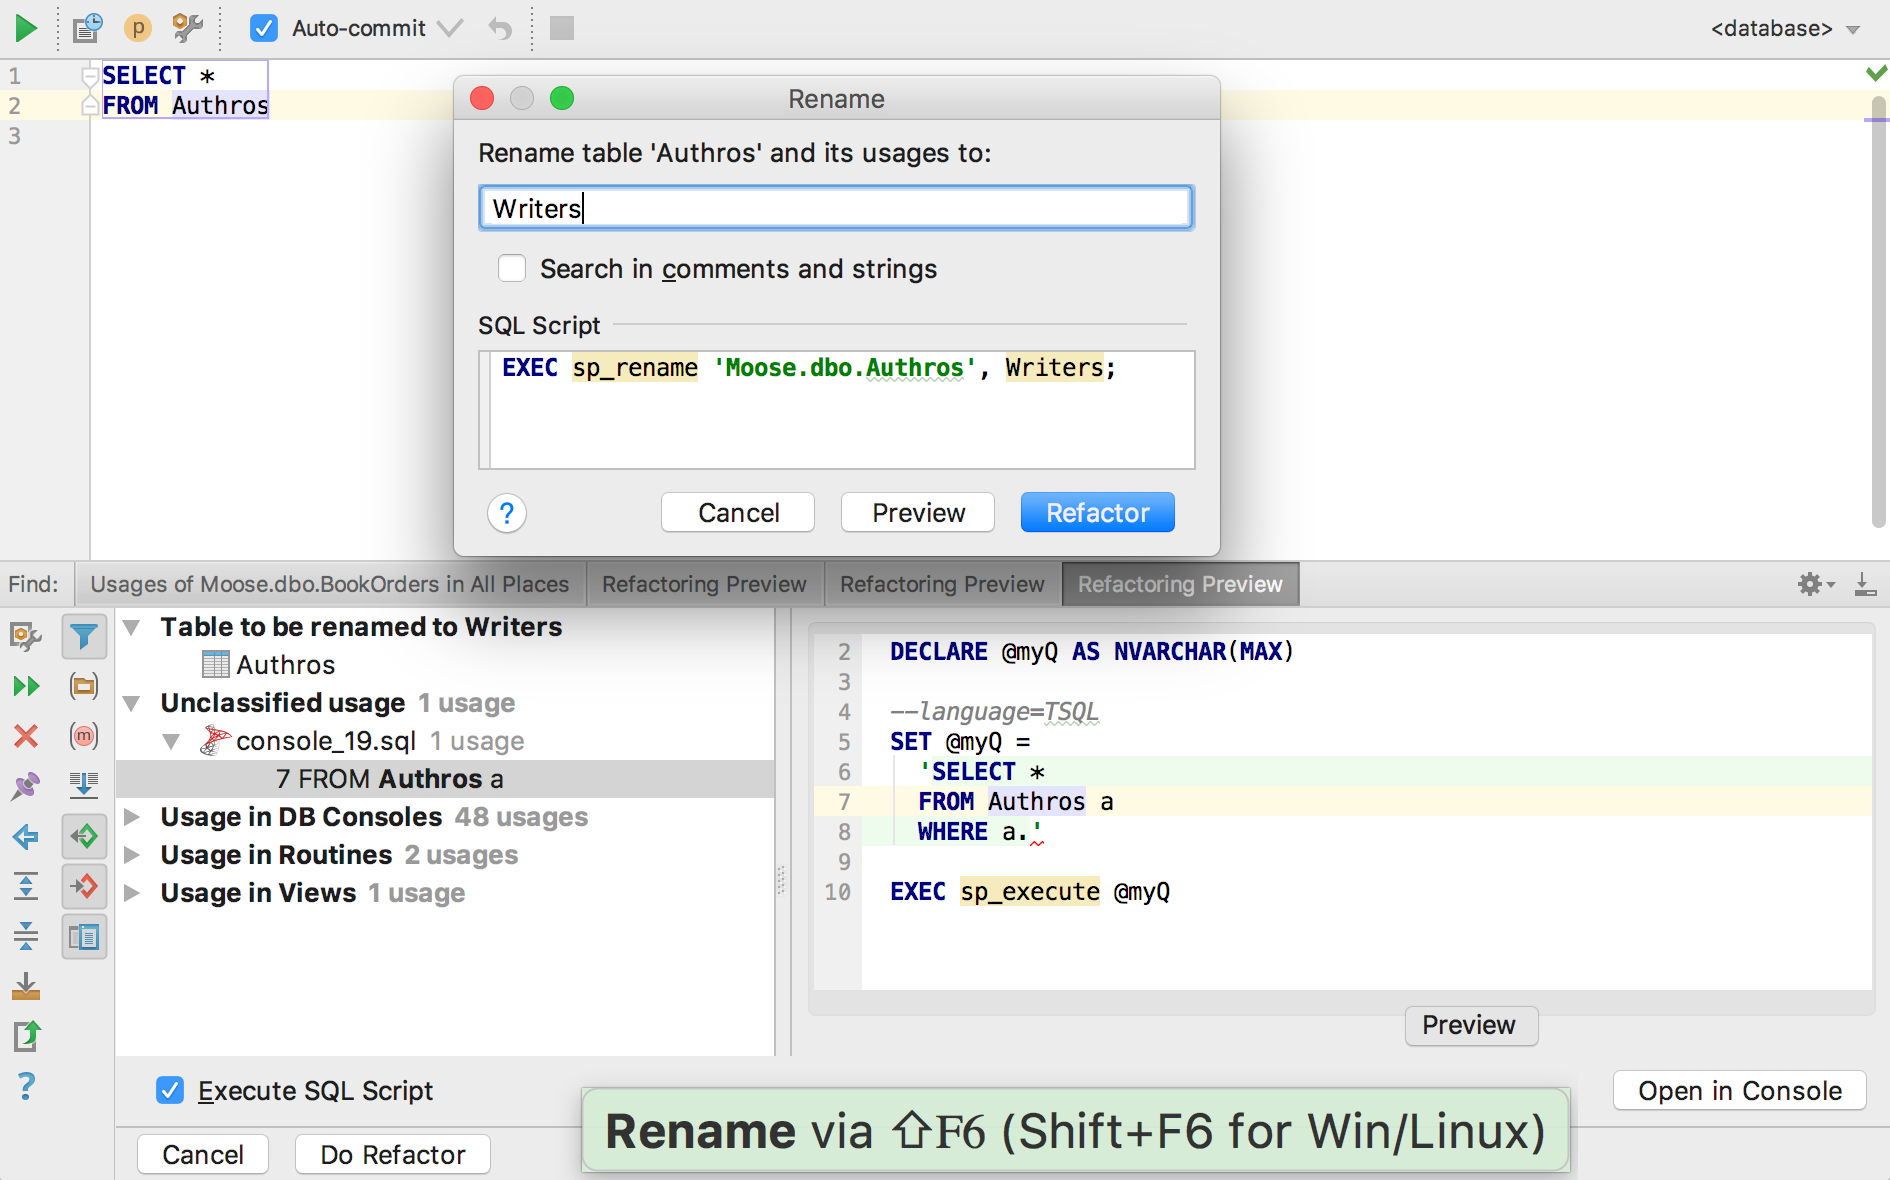 p
Auto-commit
<database>
1 SELECT *
2 FROM Authros
3
Rename
Rename table 'Authros' and its usages to:
Writers
Search in comments and strings
SQL Script
EXEC sp_rename 'Moose.dbo.Authros', Writers;
?
Cancel
Preview
Refactor
Find:
Usages of Moose.dbo.BookOrders in All Places
Refactoring Preview
Refactoring Preview
Refactoring Preview
Table to be renamed to Writers
Authros
Unclassified usage 1 usage
m
console_19.sql 1 usage
7 FROM Authros a
Usage in DB Consoles 48 usages
Usage in Routines 2 usages
Usage in Views 1 usage
?
2 DECLARE @myQ AS NVARCHAR(MAX)
3
4 --language=TSQL
5 SET @myQ =
6 'SELECT *
7 FROM Authros a
8 WHERE a.'
9
10 EXEC sp_execute @myQ
Preview
Execute SQL Script
Open in Console
Rename via ⇧F6 (Shift+F6 for Win/Linux)
Cancel
Do Refactor